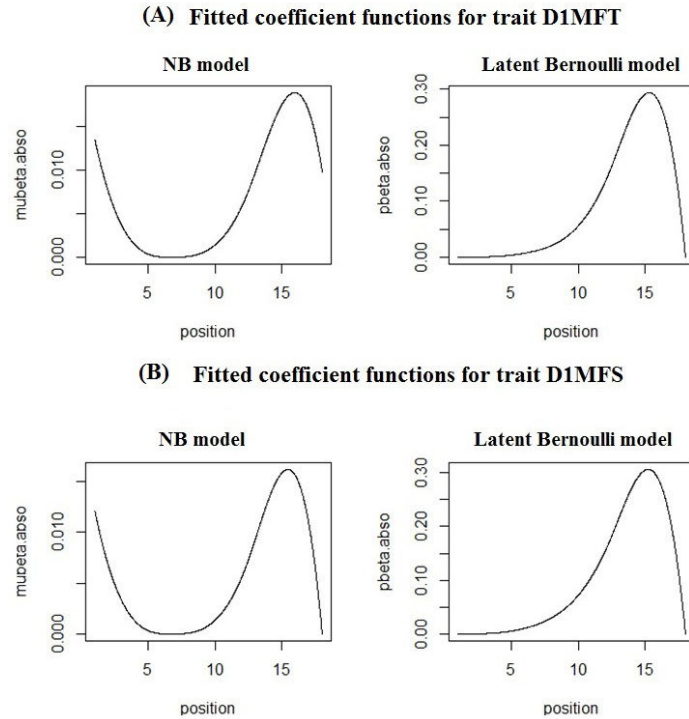 (A) Fitted coefficient functions for trait D1MFT
NB model
Latent Bernoulli model
mubeta.abso
0.000
0.010
5
10
15
position
pbeta.abso
0.00
0.10
0.20
0.30
5
10
15
position
(B) Fitted coefficient functions for trait D1MFS
NB model
Latent Bernoulli model
mubeta.abso
0.000
0.010
5
10
15
position
pbeta.abso
0.00
0.10
0.20
0.30
5
10
15
position